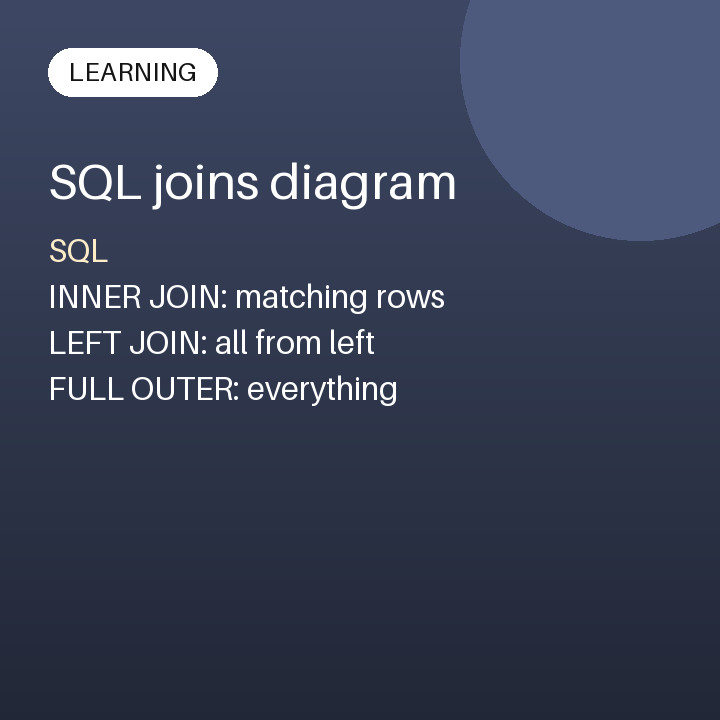 LEARNING
SQL joins diagram
SQL
INNER JOIN: matching rows
LEFT JOIN: all from left
FULL OUTER: everything